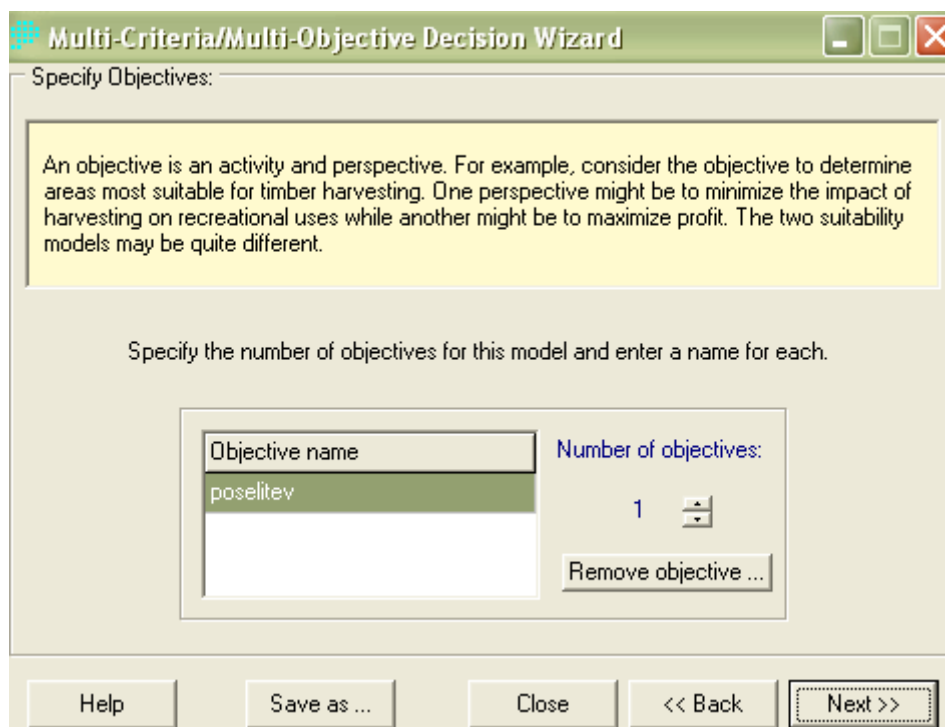 Multi-Criteria/Multi-Objective Decision Wizard
Specify Objectives:
An objective is an activity and perspective. For example, consider the objective to determine
areas most suitable for timber harvesting. One perspective might be to minimize the impact of
harvesting on recreational uses while another might be to maximize profit. The two suitability
models may be quite different.
Specify the number of objectives for this model and enter a name for each.
Objective name
Number of objectives:
poselitev
1
Remove objective ...
Help
Save as ...
Close
<< Back
Next >>